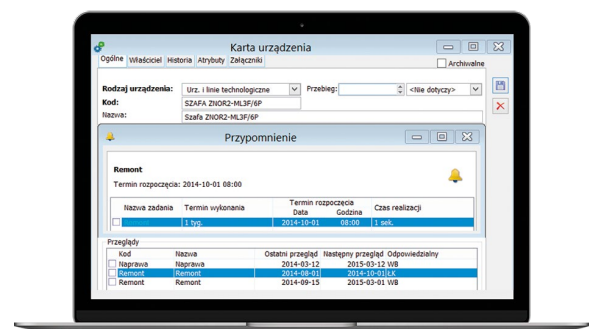 Karta urządzenia
Ogólne Właściciel Historia Atrybuty Załączniki
Archiwalne
Rodzaj urządzenia: Urz. i linie technologiczne Przebieg: <Nie dotyczy>
Kod: SZAFA ZNOR2-ML3F/6P
Nazwa: Szafa ZNOR2-ML3F/6P
Przypomnienie
Remont
Termin rozpoczęcia: 2014-10-01 08:00
Nazwa zadania Termin wykonania Termin rozpoczęcia Czas realizacji
Data Godzina
1 tyg. 2014-10-01 08:00 1 sek.
Przeglądy
Kod Nazwa Ostatni przegląd Następny przegląd Odpowiedzialny
Naprawa Naprawa 2014-03-12 2015-03-12 WB
Remont Remont 2014-08-01 2014-10-01 ŁK
Remont Remont 2014-09-15 2015-03-01 WB